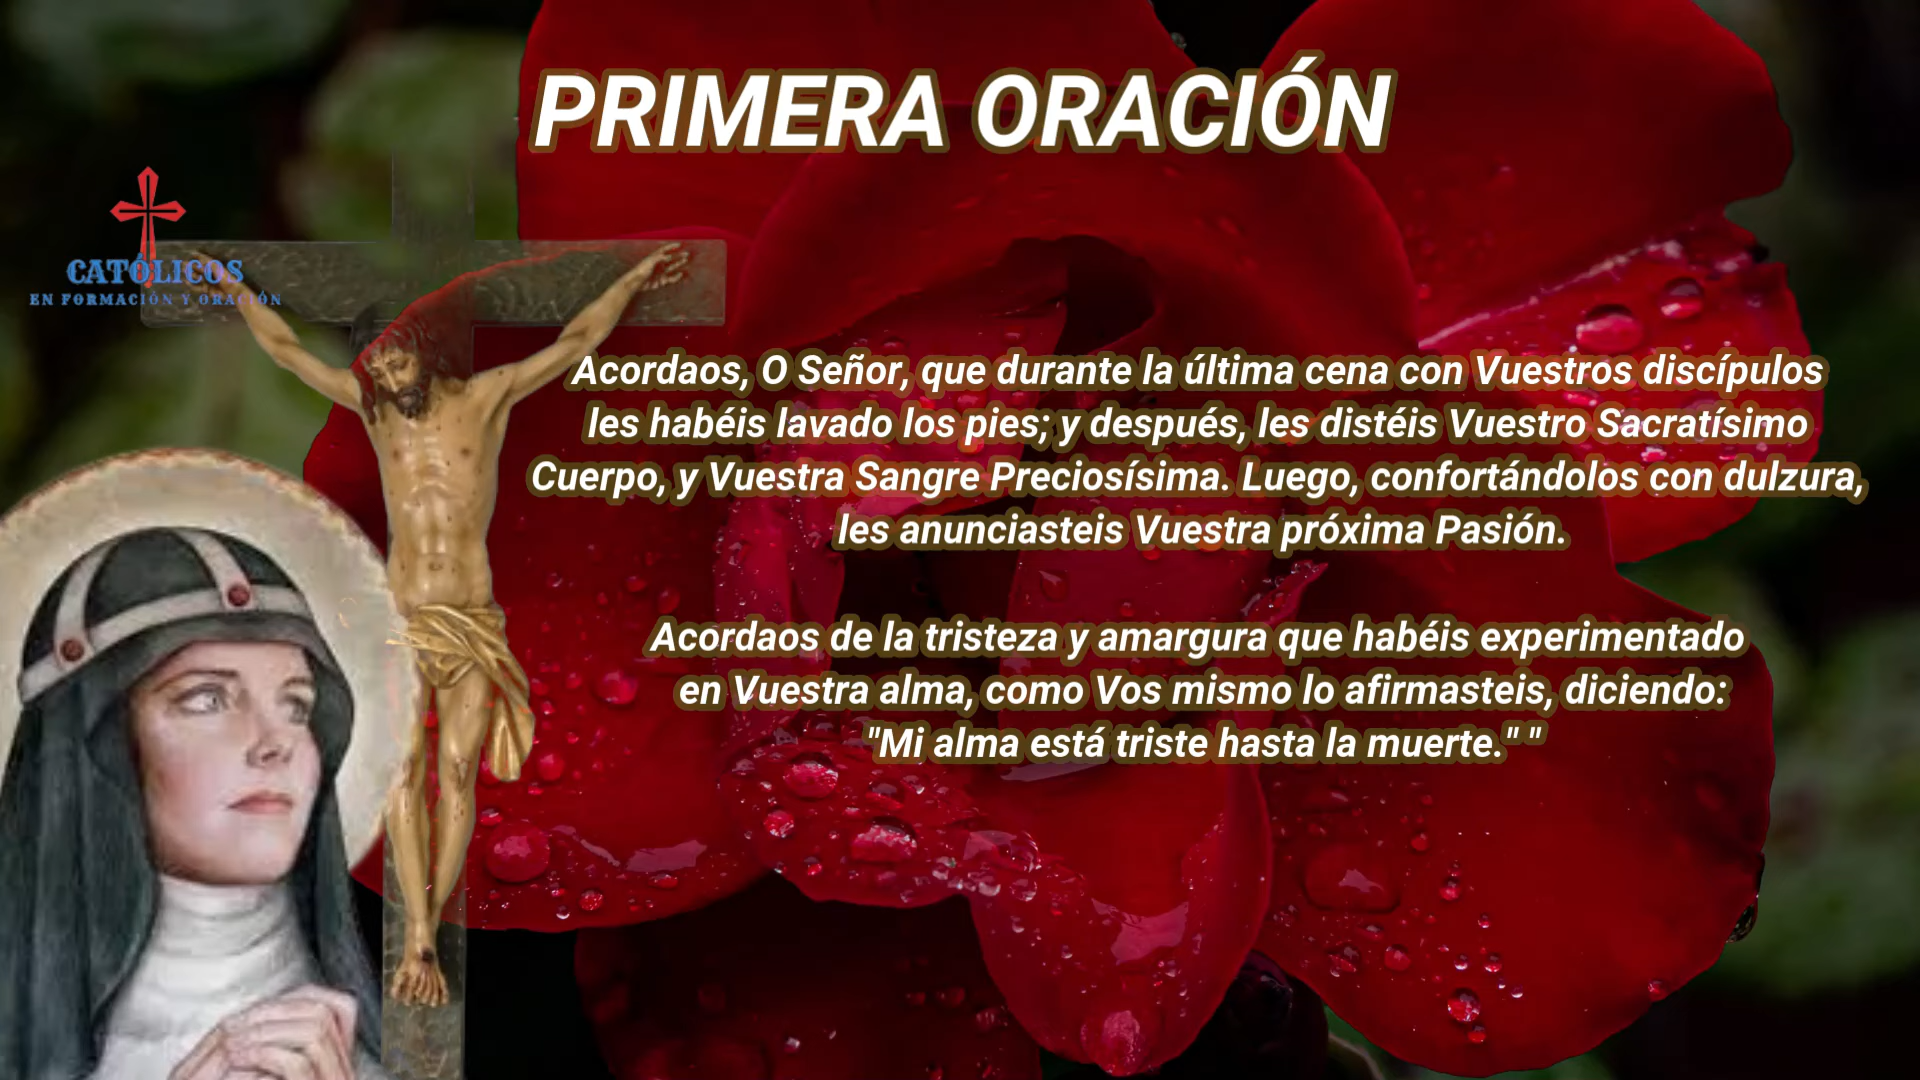 PRIMERA ORACIÓN
CATÓLICOS
EN FORMACIÓN Y ORACIÓN
Acordaos, O Señor, que durante la última cena con Vuestros discípulos
les habéis lavado los pies; y después, les distéis Vuestro Sacratísimo
Cuerpo, y Vuestra Sangre Preciosísima. Luego, confortándolos con dulzura,
les anunciasteis Vuestra próxima Pasión.
Acordaos de la tristeza y amargura que habéis experimentado
en Vuestra alma, como Vos mismo lo afirmasteis, diciendo:
"Mi alma está triste hasta la muerte." "